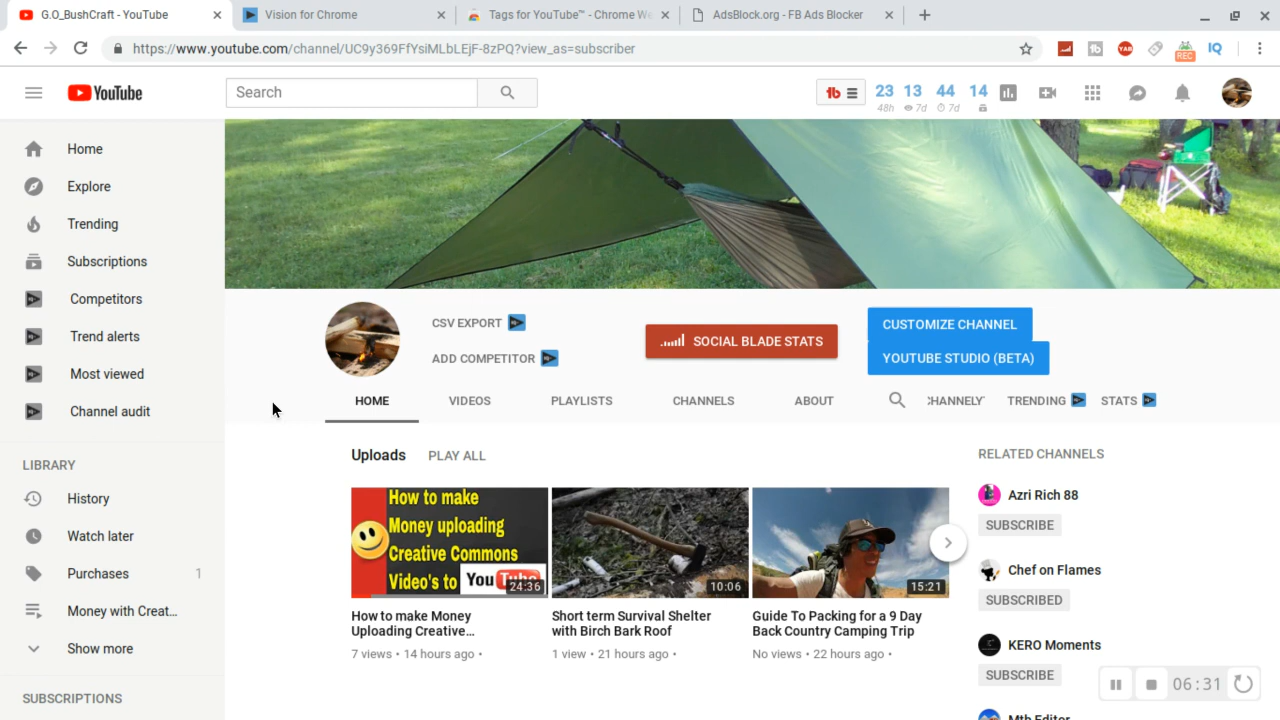 G.O_BushCraft - YouTube
Vision for Chrome
Tags for YouTube™ - Chrome We
AdsBlock.org - FB Ads Blocker
https://www.youtube.com/channel/UC9y369FfYsiMLbLEjF-8zPQ?view_as=subscriber
YAB
REC
IQ
YouTube
Search
23 13 44 14
48h 7d 7d
Home
Explore
Trending
Subscriptions
Competitors
Trend alerts
Most viewed
Channel audit
LIBRARY
History
Watch later
Purchases 1
Money with Creat...
Show more
SUBSCRIPTIONS
CSV EXPORT
ADD COMPETITOR
SOCIAL BLADE STATS
CUSTOMIZE CHANNEL
YOUTUBE STUDIO (BETA)
HOME VIDEOS PLAYLISTS CHANNELS ABOUT CHANNELY TRENDING STATS
Uploads PLAY ALL
How to make
Money uploading
Creative Commons
Video's to YouTube
24:36
10:06
15:21
How to make Money
Uploading Creative...
7 views • 14 hours ago •
Short term Survival Shelter
with Birch Bark Roof
1 view • 21 hours ago •
Guide To Packing for a 9 Day
Back Country Camping Trip
No views • 22 hours ago •
RELATED CHANNELS
Azri Rich 88
SUBSCRIBE
Chef on Flames
SUBSCRIBED
KERO Moments
SUBSCRIBE
Mth Editor
06:31